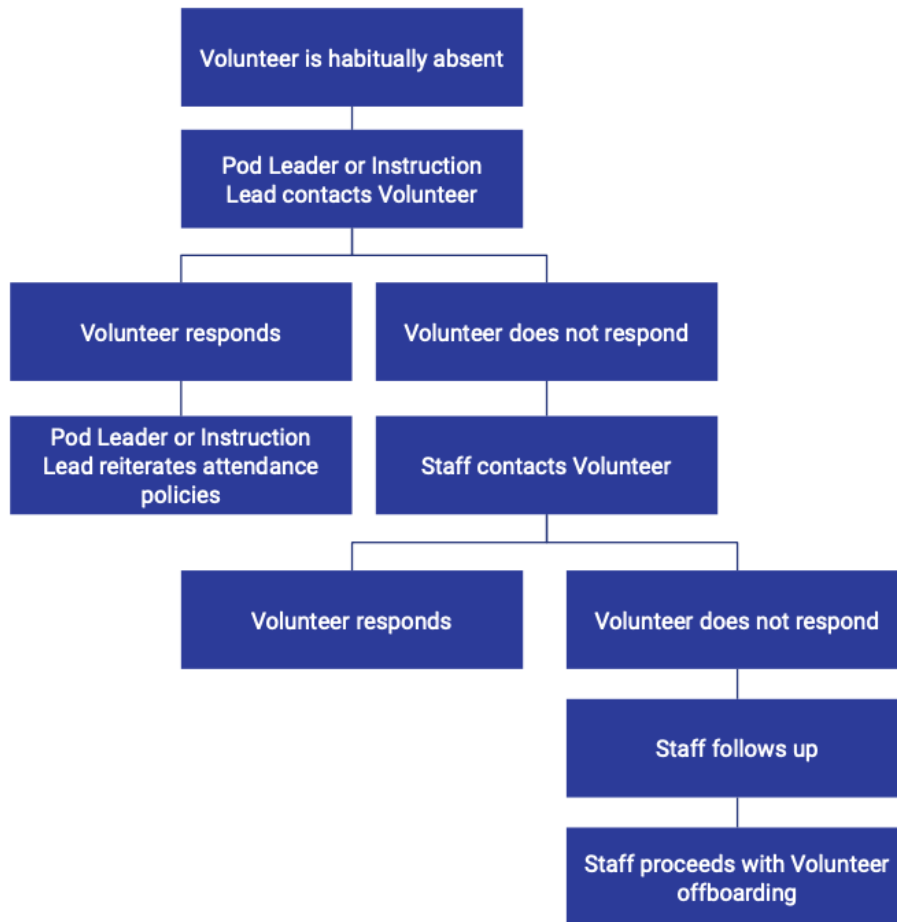 Volunteer is habitually absent
Pod Leader or Instruction
Lead contacts Volunteer
Volunteer responds
Volunteer does not respond
Pod Leader or Instruction
Lead reiterates attendance
policies
Staff contacts Volunteer
Volunteer responds
Volunteer does not respond
Staff follows up
Staff proceeds with Volunteer
offboarding